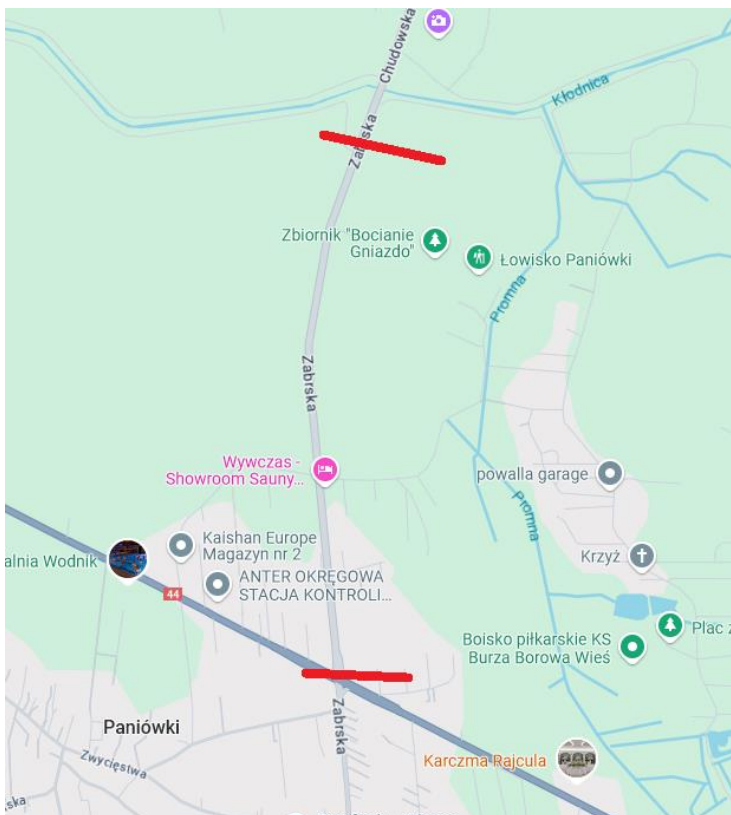 Chudowska
Kłodnica
Zabrska
Zbiornik "Bocianie
Gniazdo"
Łowisko Paniówki
Promna
Zabrska
Wywczas -
Showroom Sauny...
powalla garage
Promna
Kaishan Europe
Magazyn nr 2
alnia Wodnik
Krzyż
ANTER OKRĘGOWA
STACJA KONTROLI...
44
Plac z
Boisko piłkarskie KS
Burza Borowa Wieś
Paniówki
Zabrska
Zwycięstwa
Karczma Rajcula
ska